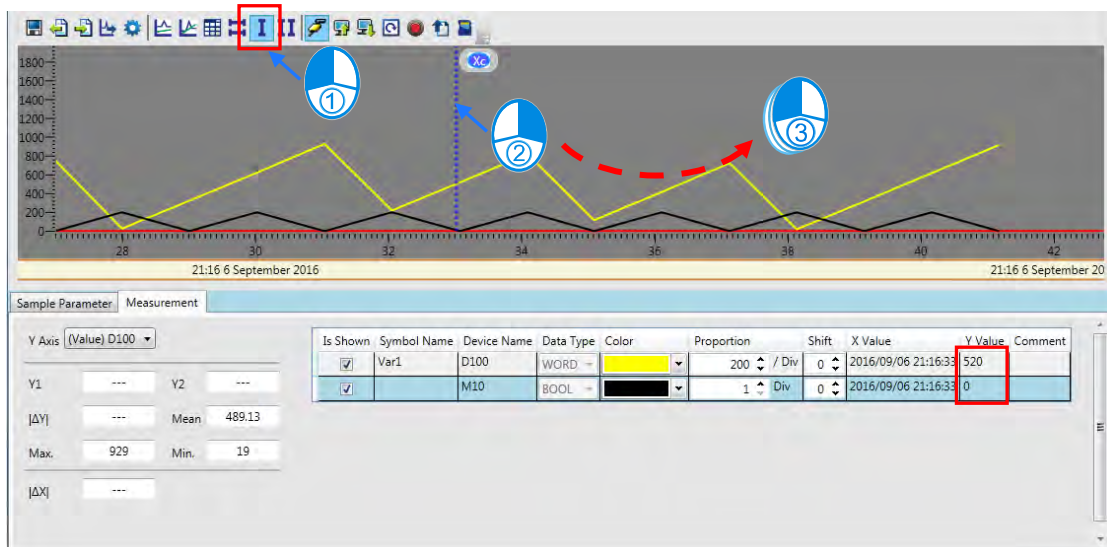 I II
1800
Xc
1600
1400
1200
1000
800
600
400
200
0
①
②
③
28 30 32 34 36 38 40 42
21:16 6 September 2016 21:16 6 September 20
Sample Parameter Measurement
Y Axis (Value) D100
Is Shown Symbol Name Device Name Data Type Color Proportion Shift X Value Y Value Comment
Var1 D100 WORD 200 / Div 0 2016/09/06 21:16:33 520
M10 BOOL 1 Div 0 2016/09/06 21:16:33 0
Y1 --- Y2 ---
|ΔY| --- Mean 489.13
Max. 929 Min. 19
|ΔX| ---